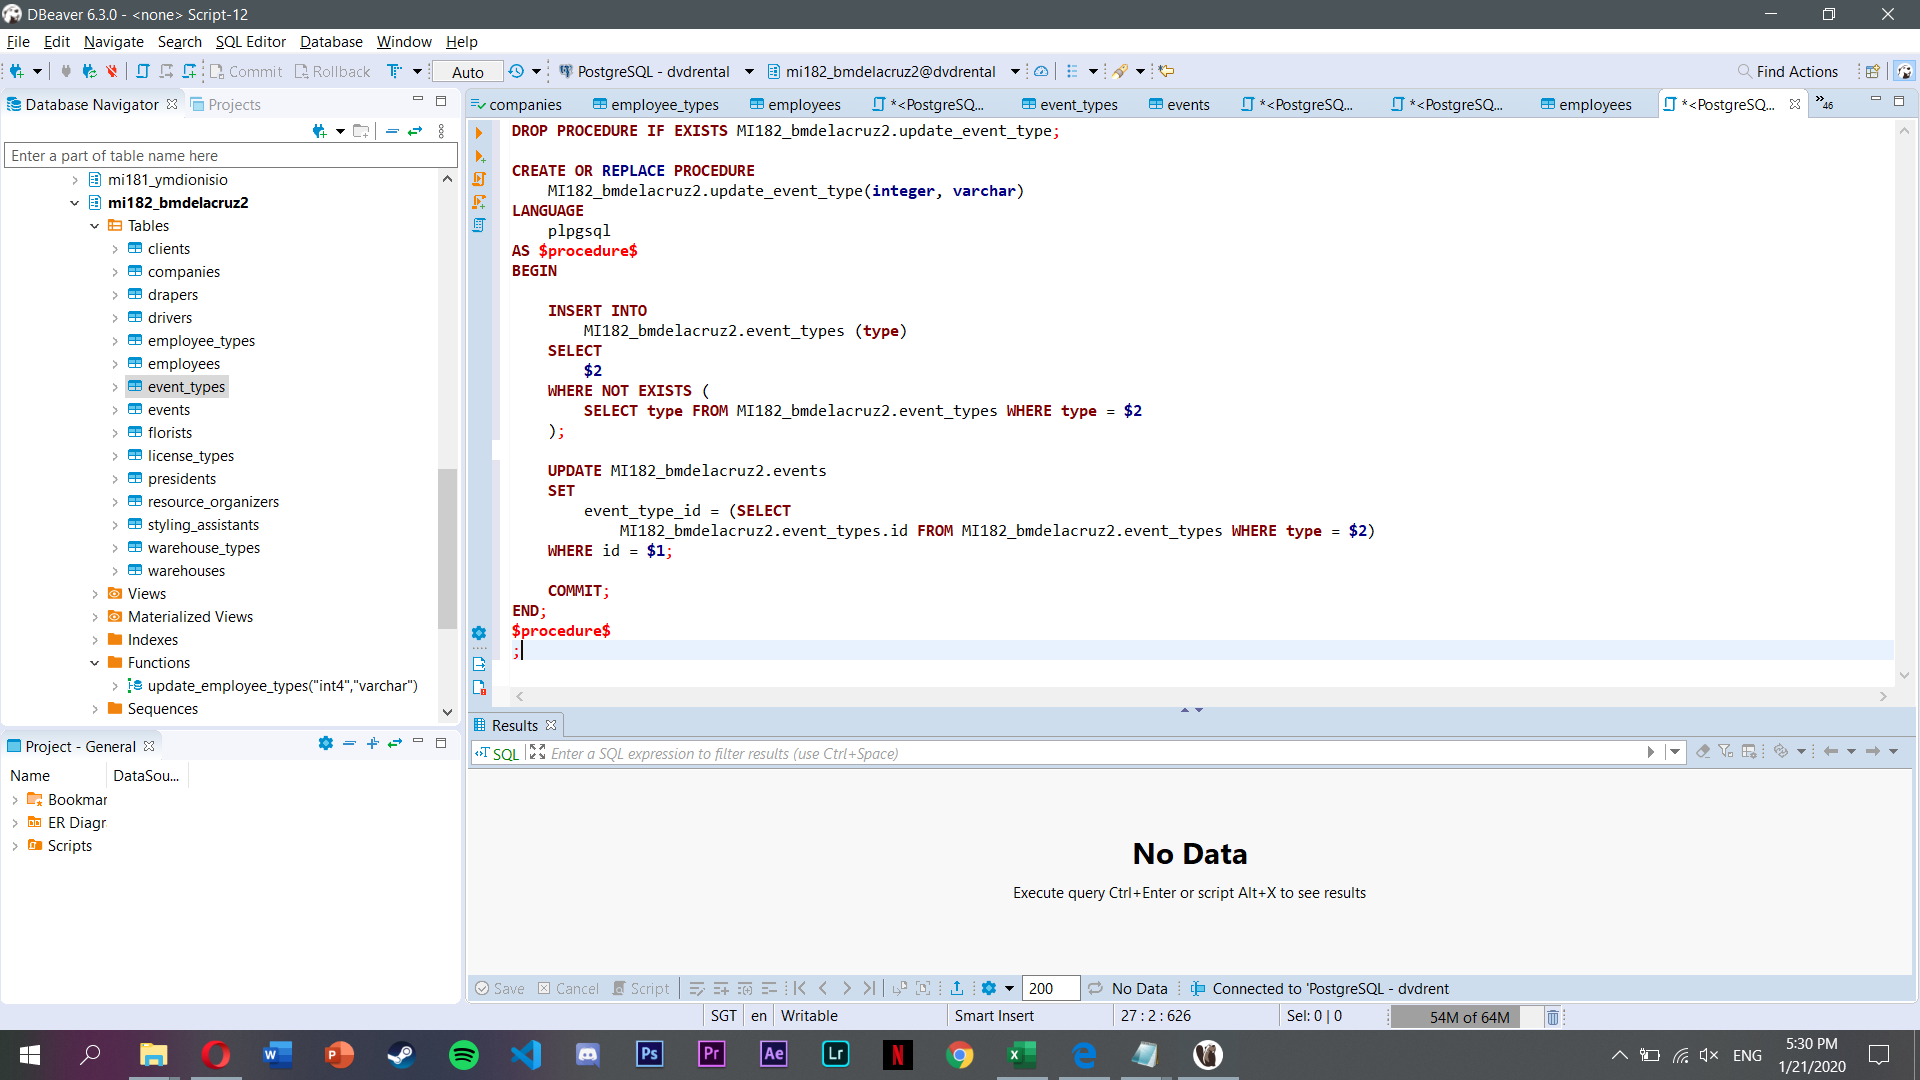 DBeaver 6.3.0 - <none> Script-12
File Edit Navigate Search SQL Editor Database Window Help
Commit Rollback Auto PostgreSQL - dvdrental mi182_bmdelacruz2@dvdrental Find Actions
Database Navigator Projects
companies employee_types employees *<PostgreSQ... event_types events *<PostgreSQ... *<PostgreSQ... employees *<PostgreSQ... »46
Enter a part of table name here
mi181_ymdionisio
mi182_bmdelacruz2
Tables
clients
companies
drapers
drivers
employee_types
employees
event_types
events
florists
license_types
presidents
resource_organizers
styling_assistants
warehouse_types
warehouses
Views
Materialized Views
Indexes
Functions
update_employee_types("int4","varchar")
Sequences
DROP PROCEDURE IF EXISTS MI182_bmdelacruz2.update_event_type;
CREATE OR REPLACE PROCEDURE
MI182_bmdelacruz2.update_event_type(integer, varchar)
LANGUAGE
plpgsql
AS $procedure$
BEGIN
INSERT INTO
MI182_bmdelacruz2.event_types (type)
SELECT
$2
WHERE NOT EXISTS (
SELECT type FROM MI182_bmdelacruz2.event_types WHERE type = $2
);
UPDATE MI182_bmdelacruz2.events
SET
event_type_id = (SELECT
MI182_bmdelacruz2.event_types.id FROM MI182_bmdelacruz2.event_types WHERE type = $2)
WHERE id = $1;
COMMIT;
END;
$procedure$
;
Project - General
Name DataSou...
Bookmar
ER Diagr
Scripts
Results
SQL Enter a SQL expression to filter results (use Ctrl+Space)
No Data
Execute query Ctrl+Enter or script Alt+X to see results
Save Cancel Script 200 No Data Connected to 'PostgreSQL - dvdrent
SGT en Writable Smart Insert 27 : 2 : 626 Sel: 0 | 0 54M of 64M
W P Ps Pr Ae Lr N X ENG
5:30 PM
1/21/2020